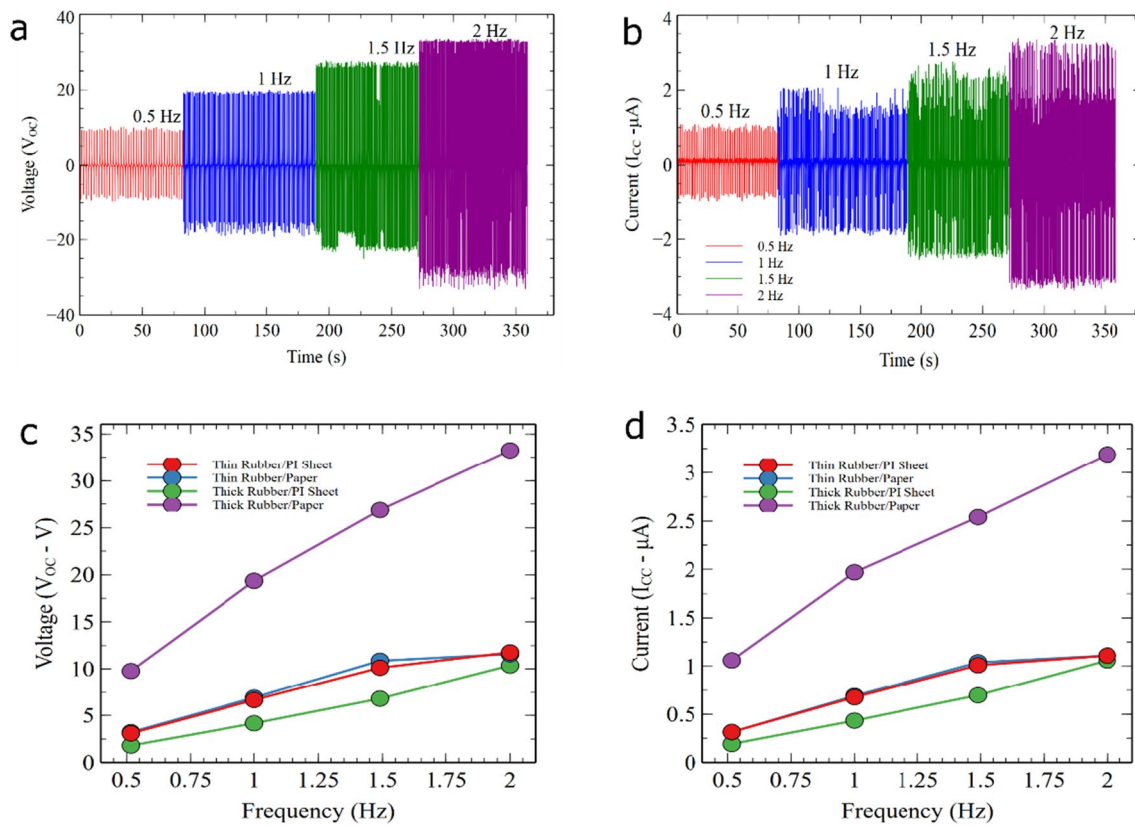 a
Voltage (VOC)
40
20
0
−20
−40
0.5 Hz
1 Hz
1.5 Hz
2 Hz
0 50 100 150 200 250 300 350
Time (s)
b
Current (ICC -μA)
4
2
0
−2
−4
0.5 Hz
1 Hz
1.5 Hz
2 Hz
0.5 Hz
1 Hz
1.5 Hz
2 Hz
0 50 100 150 200 250 300 350
Time (s)
c
Voltage (VOC - V)
35
30
25
20
15
10
5
0
Thin Rubber/PI Sheet
Thin Rubber/Paper
Thick Rubber/PI Sheet
Thick Rubber/Paper
0.5 0.75 1 1.25 1.5 1.75 2
Frequency (Hz)
d
Current (ICC - μA)
3.5
3
2.5
2
1.5
1
0.5
0
Thin Rubber/PI Sheet
Thin Rubber/Paper
Thick Rubber/PI Sheet
Thick Rubber/Paper
0.5 0.75 1 1.25 1.5 1.75 2
Frequency (Hz)